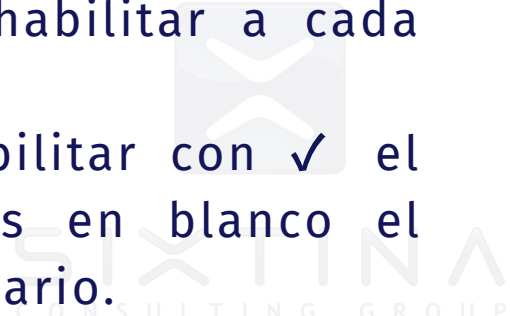 habilitar a cada
bilitar con ✓ el
s en blanco el
ario.
SIXTINA
CONSULTING GROUP